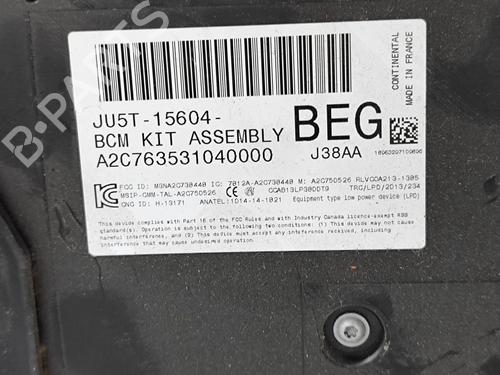 B-PARTS
JU5T-15604-
BCM KIT ASSEMBLY
BEG
A2C763531040000
J38AA
CONTINENTAL
MADE IN FRANCE
FCC ID: M3NA2C730440 IC: 7812A-A2C730440 M: A2C750526 RLVCOA213-1305
MSIP-CMM-TAL-A2C750526 CE CCAB13LP3000T9 TRC/LPD/2013/234
CNC ID: H-13171 ANATEL:1014-14-1021 Equipment type low power device (LPD)
This device complies with Part 15 of the FCC Rules and with Industry Canada licence-exempt RSS
standard(s). Operation is subject to the following two conditions: (1) This device may not cause
harmful interference, and (2) This device must accept any interference received, including
interference that may cause undesired operation.